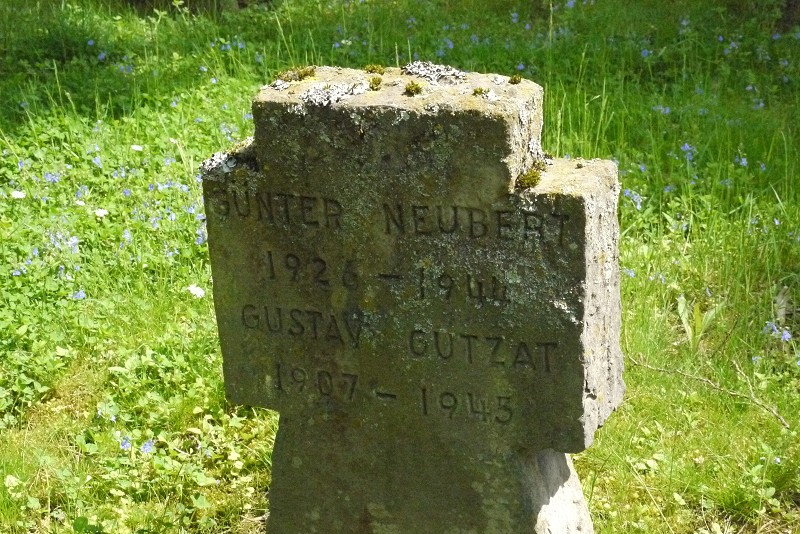 GUNTER NEUBERT
1926 - 1944
GUSTAV GUTZAT
1907 - 1945